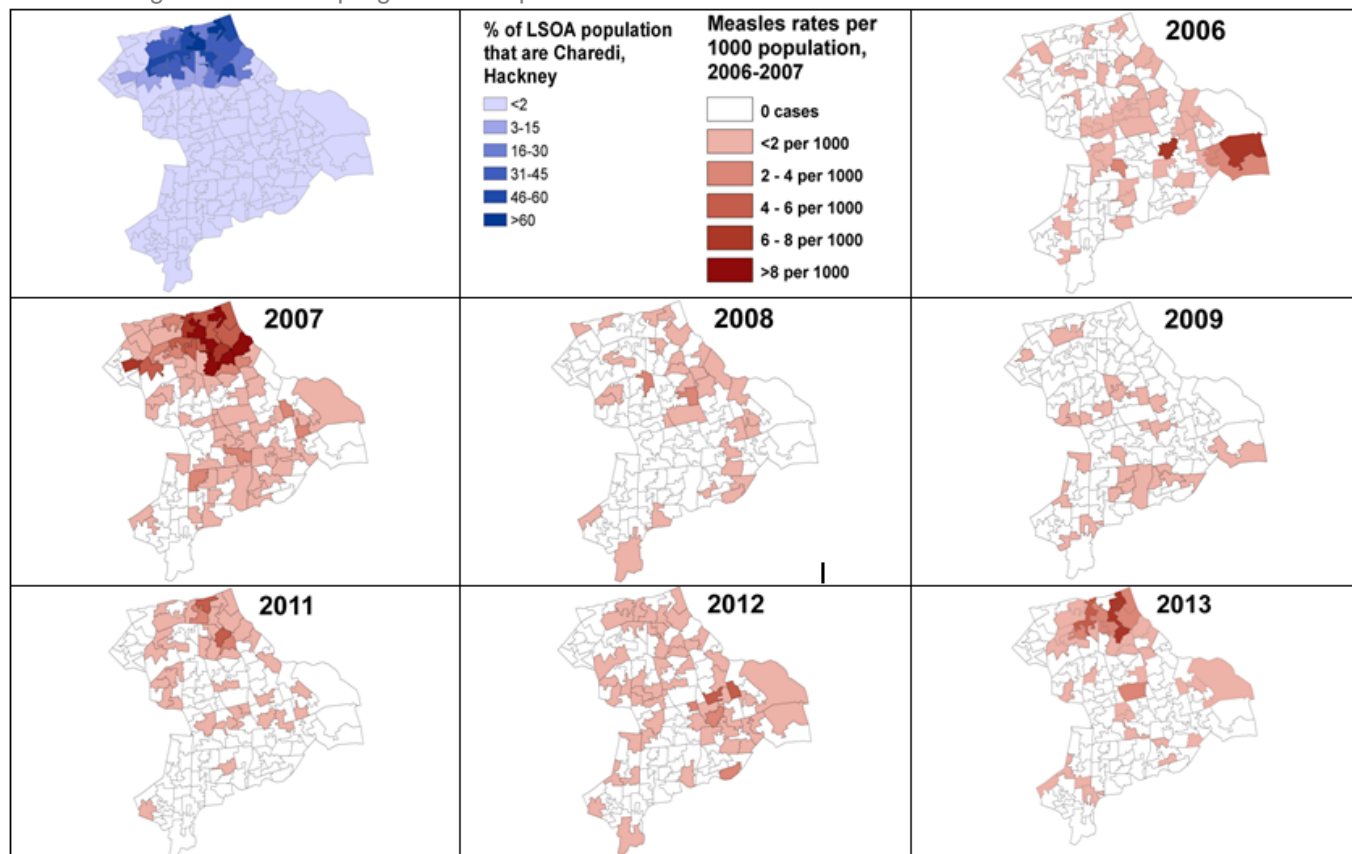 % of LSOA population
that are Charedi,
Hackney
<2
3-15
16-30
31-45
46-60
>60
Measles rates per
1000 population,
2006-2007
0 cases
<2 per 1000
2 - 4 per 1000
4 - 6 per 1000
6 - 8 per 1000
>8 per 1000
2006
2007
2008
2009
2011
2012
2013